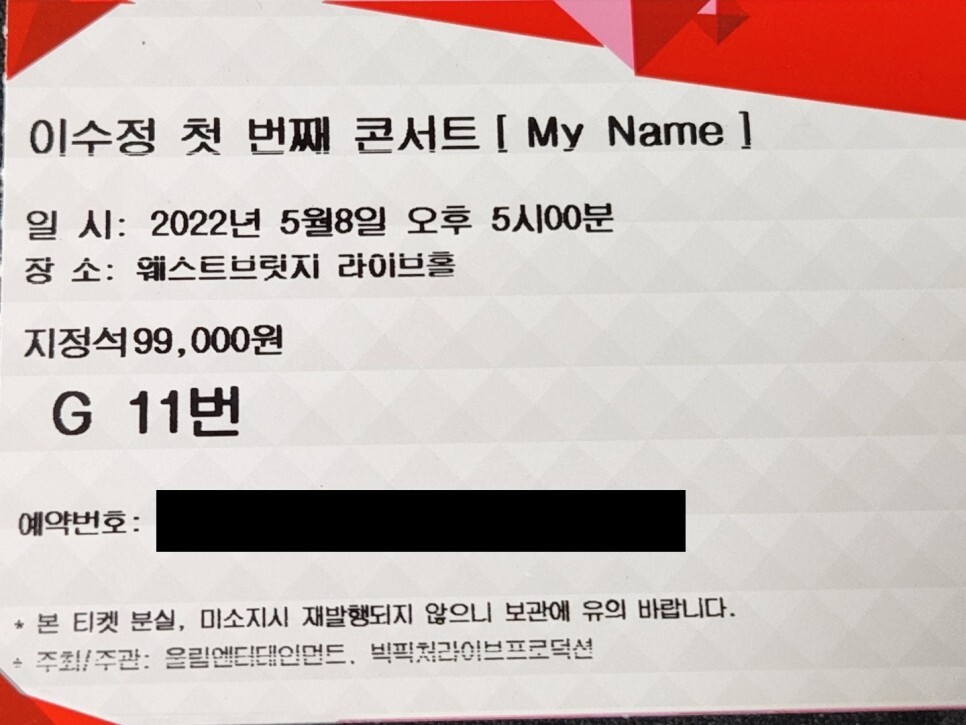 이수정 첫 번째 콘서트 [ My Name ]
일 시: 2022년 5월8일 오후 5시00분
장 소: 웨스트브릿지 라이브홀
지정석99,000원
G 11번
예약번호:
* 본 티켓 분실, 미소지시 재발행되지 않으니 보관에 유의 바랍니다.
* 주최/주관: 울림엔터테인먼트, 빅픽처라이브프로덕션